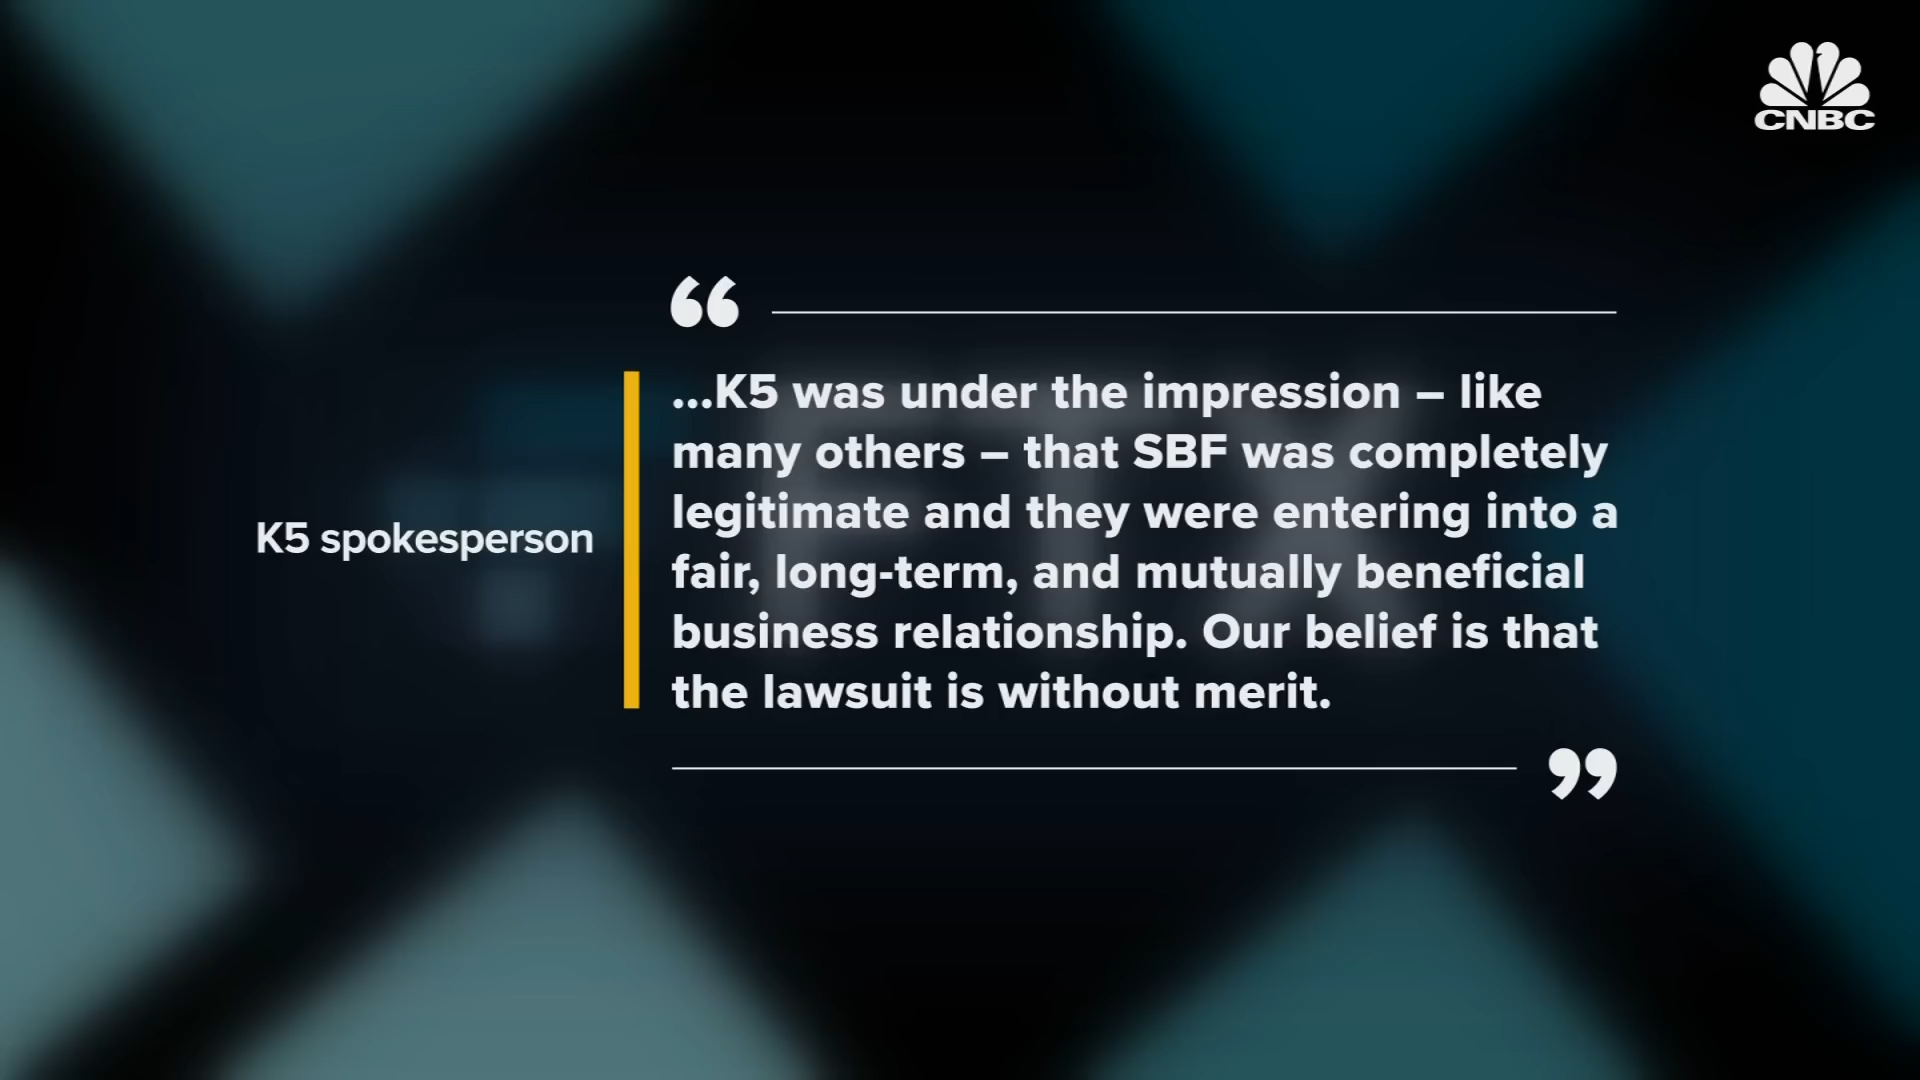 CNBC
“
K5 spokesperson
...K5 was under the impression – like
many others – that SBF was completely
legitimate and they were entering into a
fair, long-term, and mutually beneficial
business relationship. Our belief is that
the lawsuit is without merit.
”
FTX